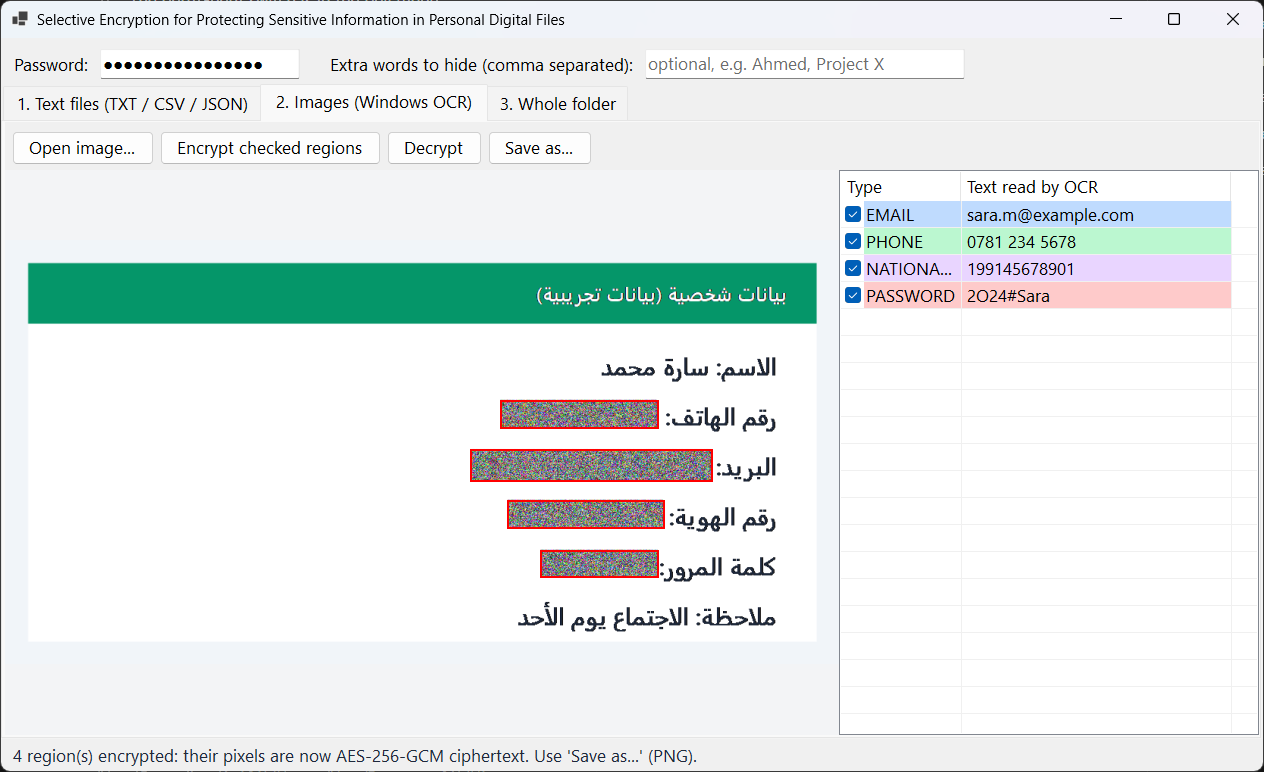 Selective Encryption for Protecting Sensitive Information in Personal Digital Files
Password: ●●●●●●●●●●●●●●●● Extra words to hide (comma separated): optional, e.g. Ahmed, Project X
1. Text files (TXT / CSV / JSON) 2. Images (Windows OCR) 3. Whole folder
Open image... Encrypt checked regions Decrypt Save as...
Type Text read by OCR
EMAIL sara.m@example.com
PHONE 0781 234 5678
NATIONA... 199145678901
PASSWORD 2O24#Sara
بيانات شخصية (بيانات تجريبية)
الاسم: سارة محمد
رقم الهاتف:
البريد:
رقم الهوية:
كلمة المرور:
ملاحظة: الاجتماع يوم الأحد
4 region(s) encrypted: their pixels are now AES-256-GCM ciphertext. Use 'Save as...' (PNG).